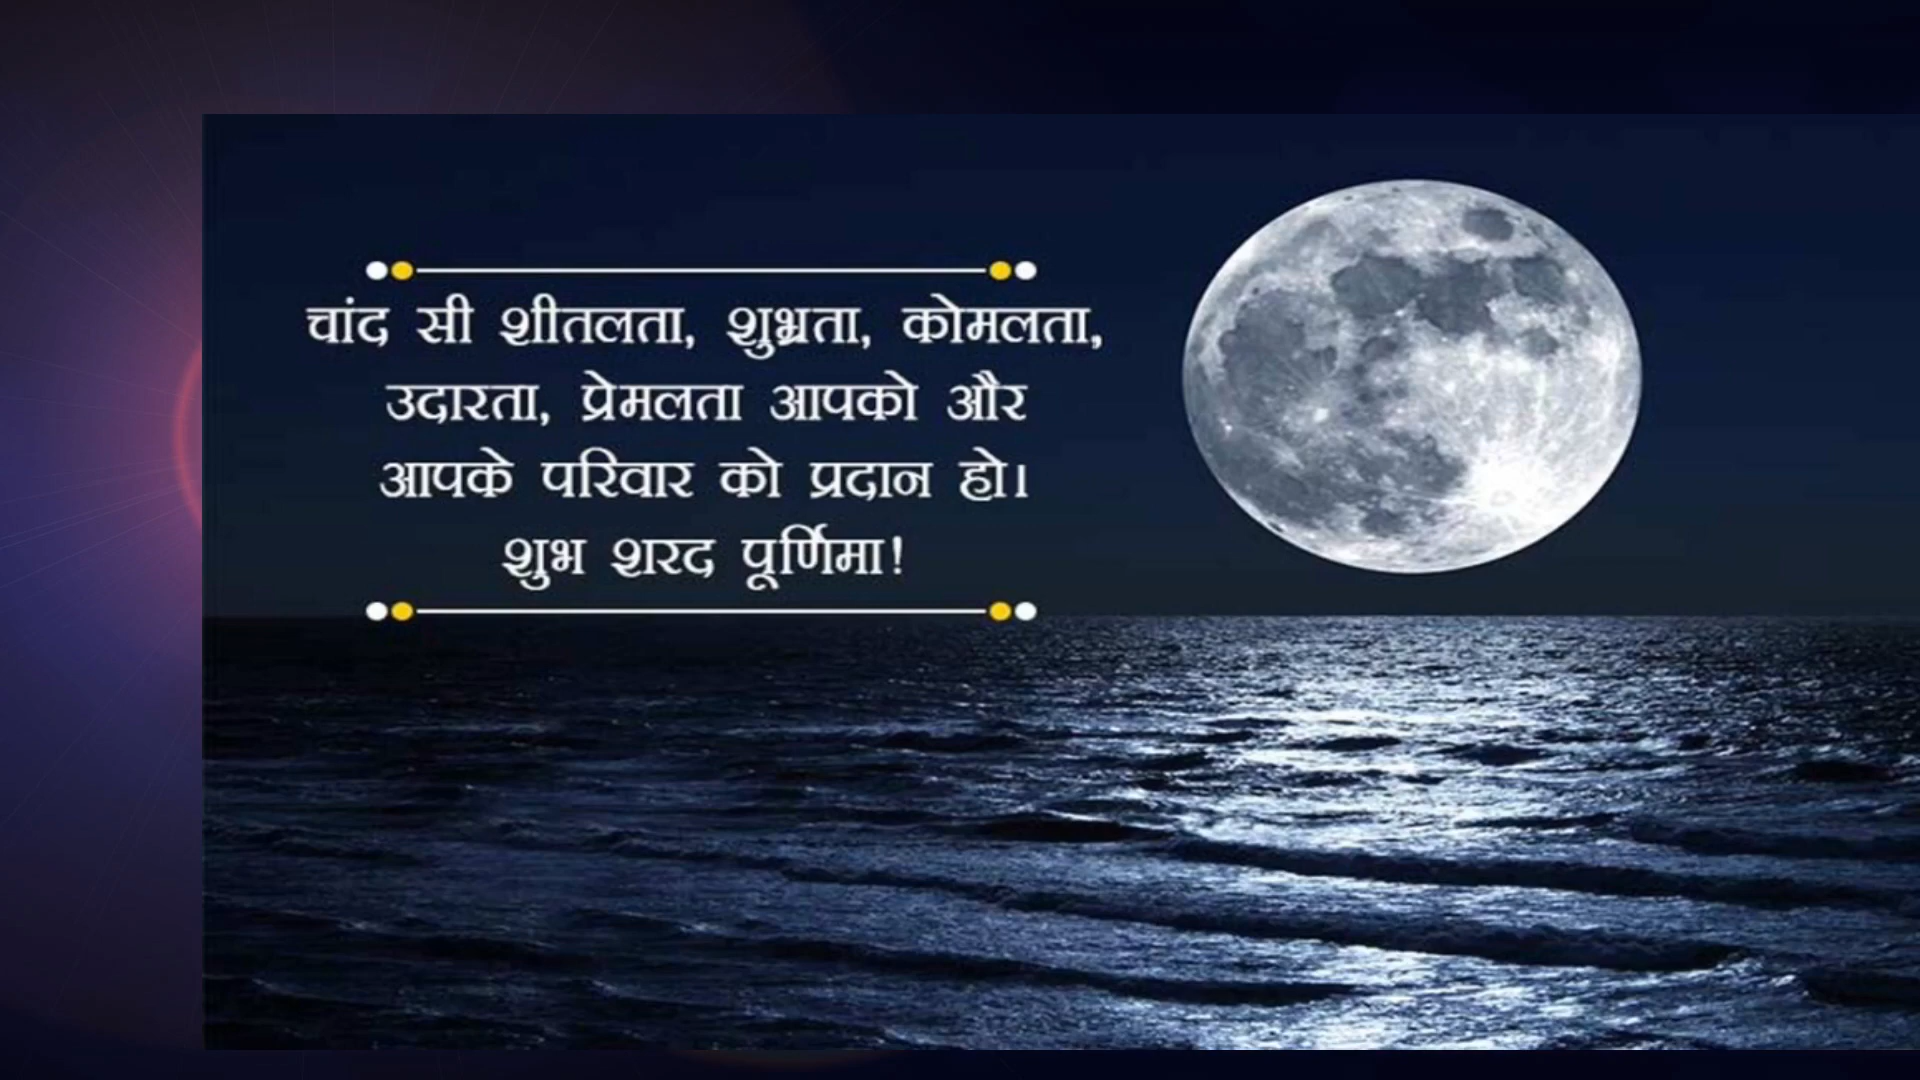 चांद सी शीतलता, शुभ्रता, कोमलता,
उदारता, प्रेमलता आपको और
आपके परिवार को प्रदान हो।
शुभ शरद पूर्णिमा!